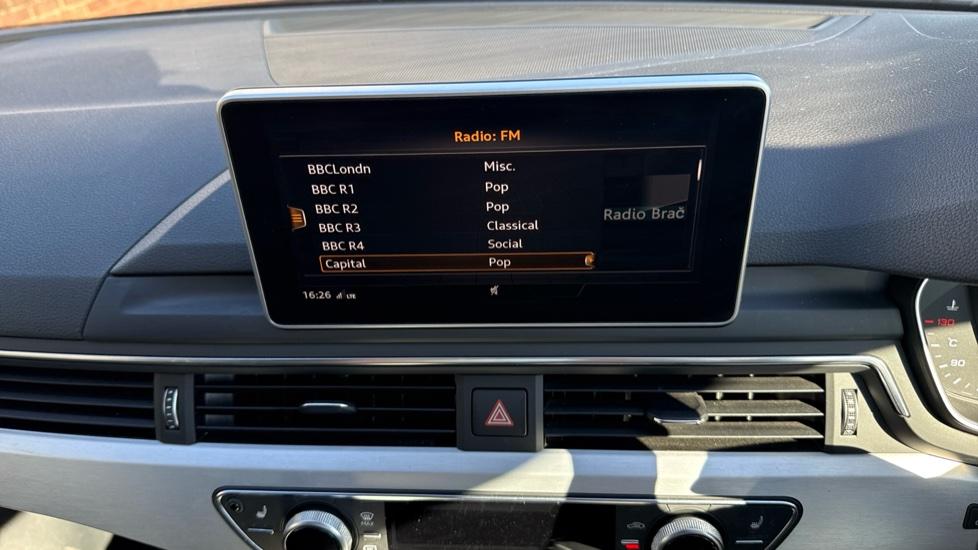 Radio: FM
BBCLondn Misc.
BBC R1 Pop
BBC R2 Pop
BBC R3 Classical
BBC R4 Social
Capital Pop
Radio Brač
16:26 LTE
130
°C
90
MAX